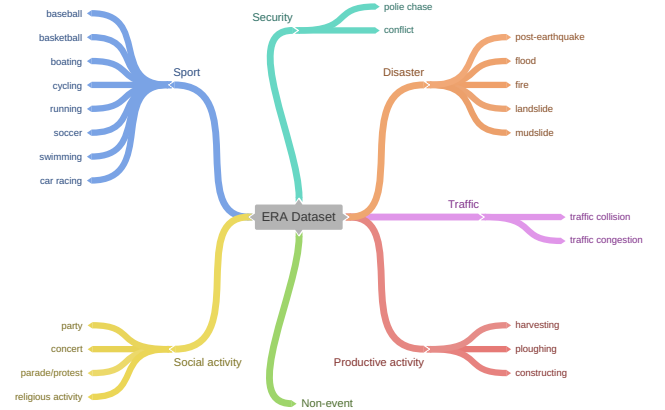 Security
polie chase
conflict
Sport
baseball
basketball
boating
cycling
running
soccer
swimming
car racing
Disaster
post-earthquake
flood
fire
landslide
mudslide
ERA Dataset
Traffic
traffic collision
traffic congestion
Social activity
party
concert
parade/protest
religious activity
Productive activity
harvesting
ploughing
constructing
Non-event